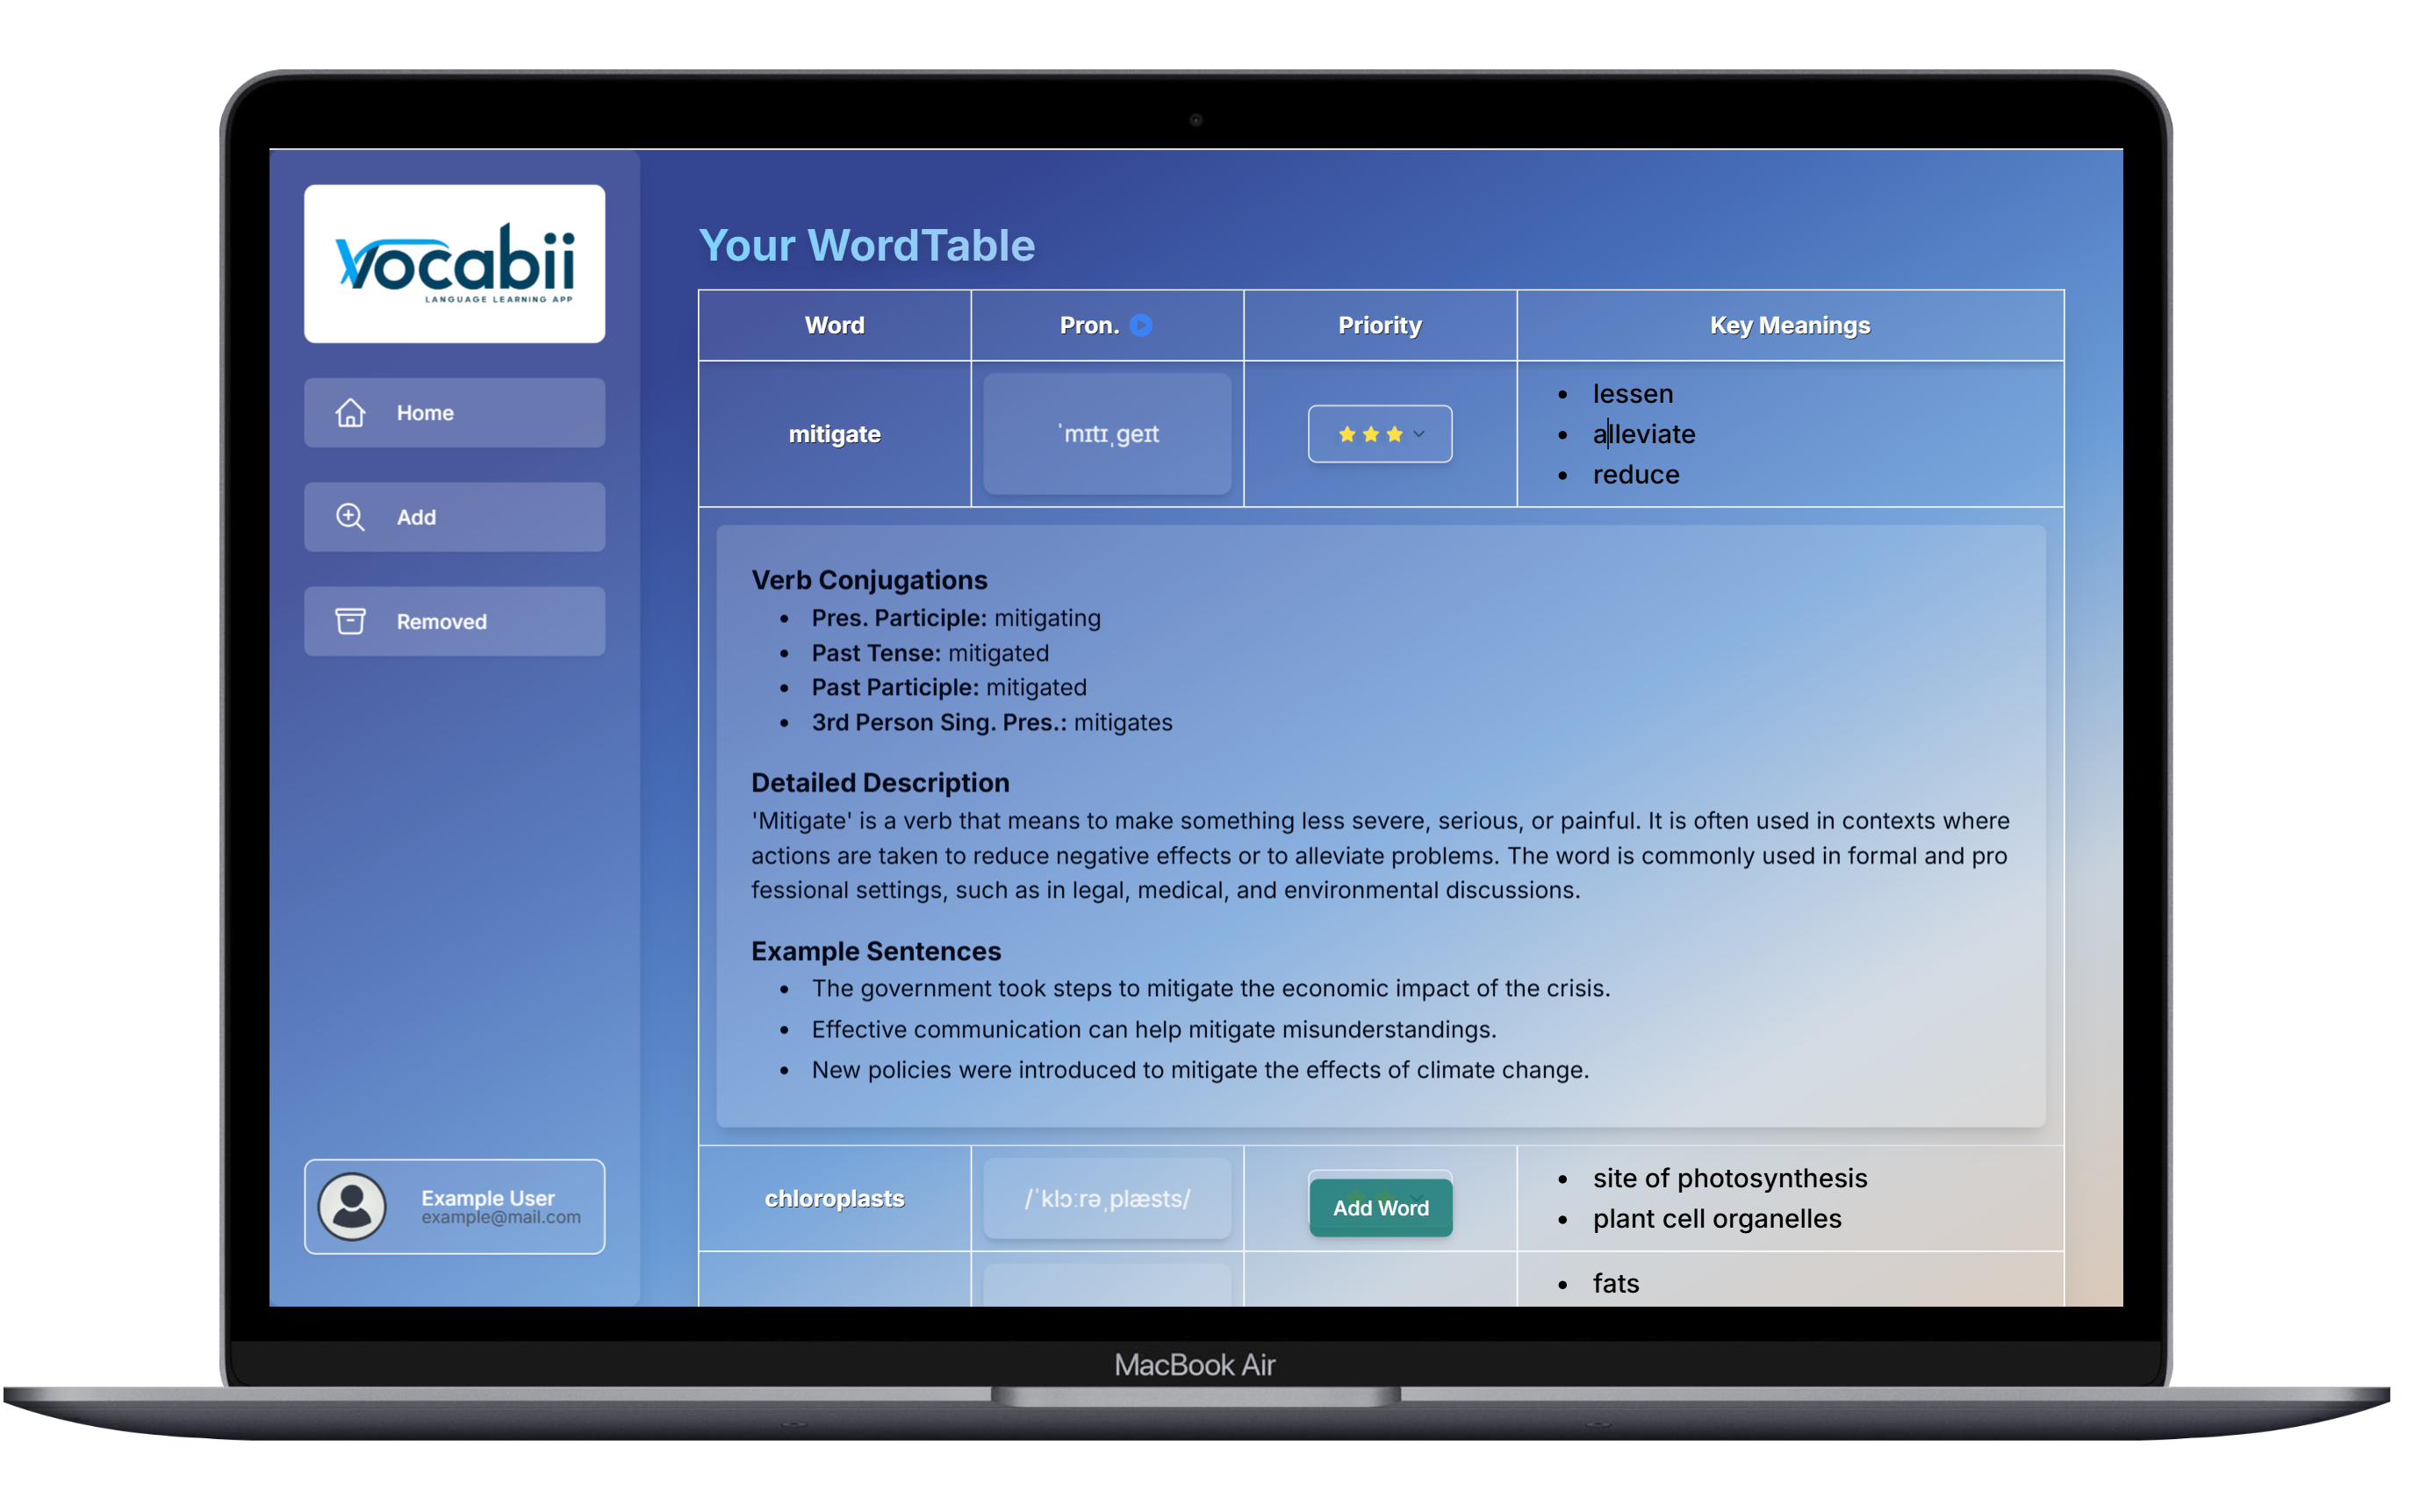 Vocabii
LANGUAGE LEARNING APP
Home
Add
Removed
Example User
example@mail.com
Your WordTable
Word Pron. Priority Key Meanings
mitigate ˈmɪtɪˌɡeɪt
• lessen
• alleviate
• reduce
Verb Conjugations
• Pres. Participle: mitigating
• Past Tense: mitigated
• Past Participle: mitigated
• 3rd Person Sing. Pres.: mitigates
Detailed Description
'Mitigate' is a verb that means to make something less severe, serious, or painful. It is often used in contexts where
actions are taken to reduce negative effects or to alleviate problems. The word is commonly used in formal and pro
fessional settings, such as in legal, medical, and environmental discussions.
Example Sentences
• The government took steps to mitigate the economic impact of the crisis.
• Effective communication can help mitigate misunderstandings.
• New policies were introduced to mitigate the effects of climate change.
chloroplasts /ˈklɔːrəˌplæsts/ Add Word
• site of photosynthesis
• plant cell organelles
• fats
MacBook Air